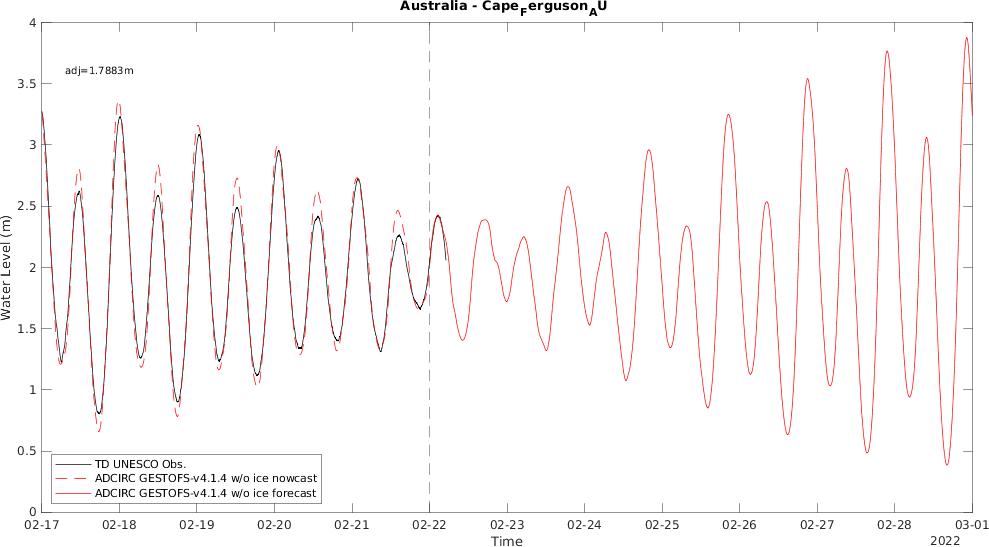 Australia - CapeFergusonAU
adj=1.7883m
4
3.5
3
2.5
2
1.5
1
0.5
0
Water Level (m)
TD UNESCO Obs.
ADCIRC GESTOFS-v4.1.4 w/o ice nowcast
ADCIRC GESTOFS-v4.1.4 w/o ice forecast
02-17 02-18 02-19 02-20 02-21 02-22 02-23 02-24 02-25 02-26 02-27 02-28 03-01
Time
2022